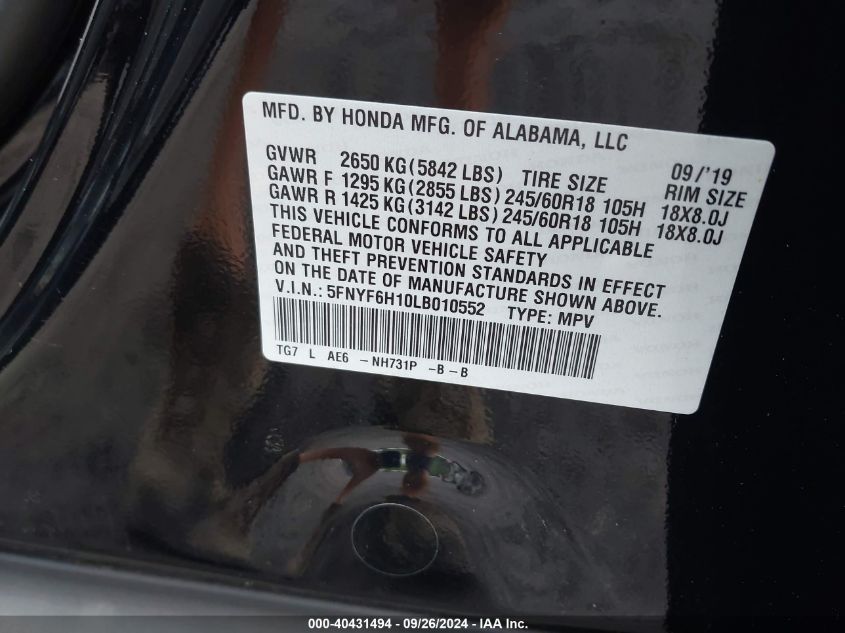 MFD. BY HONDA MFG. OF ALABAMA, LLC
09/'19
GVWR 2650 KG(5842 LBS) TIRE SIZE RIM SIZE
GAWR F 1295 KG(2855 LBS) 245/60R18 105H 18X8.0J
GAWR R 1425 KG(3142 LBS) 245/60R18 105H 18X8.0J
THIS VEHICLE CONFORMS TO ALL APPLICABLE
FEDERAL MOTOR VEHICLE SAFETY
AND THEFT PREVENTION STANDARDS IN EFFECT
ON THE DATE OF MANUFACTURE SHOWN ABOVE.
V.I.N.: 5FNYF6H10LB010552 TYPE: MPV
TG7 L AE6 -NH731P -B-B
000-40431494 - 09/26/2024 - IAA Inc.